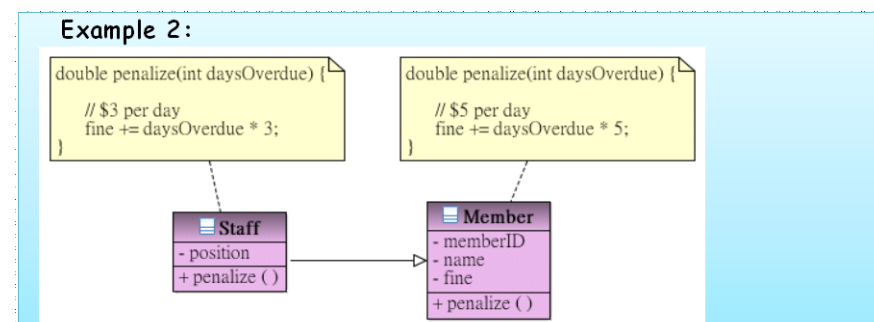 Example 2:
double penalize(int daysOverdue) {
// $3 per day
fine += daysOverdue * 3;
}
double penalize(int daysOverdue) {
// $5 per day
fine += daysOverdue * 5;
}
Staff
- position
+ penalize ( )
Member
- memberID
- name
- fine
+ penalize ( )